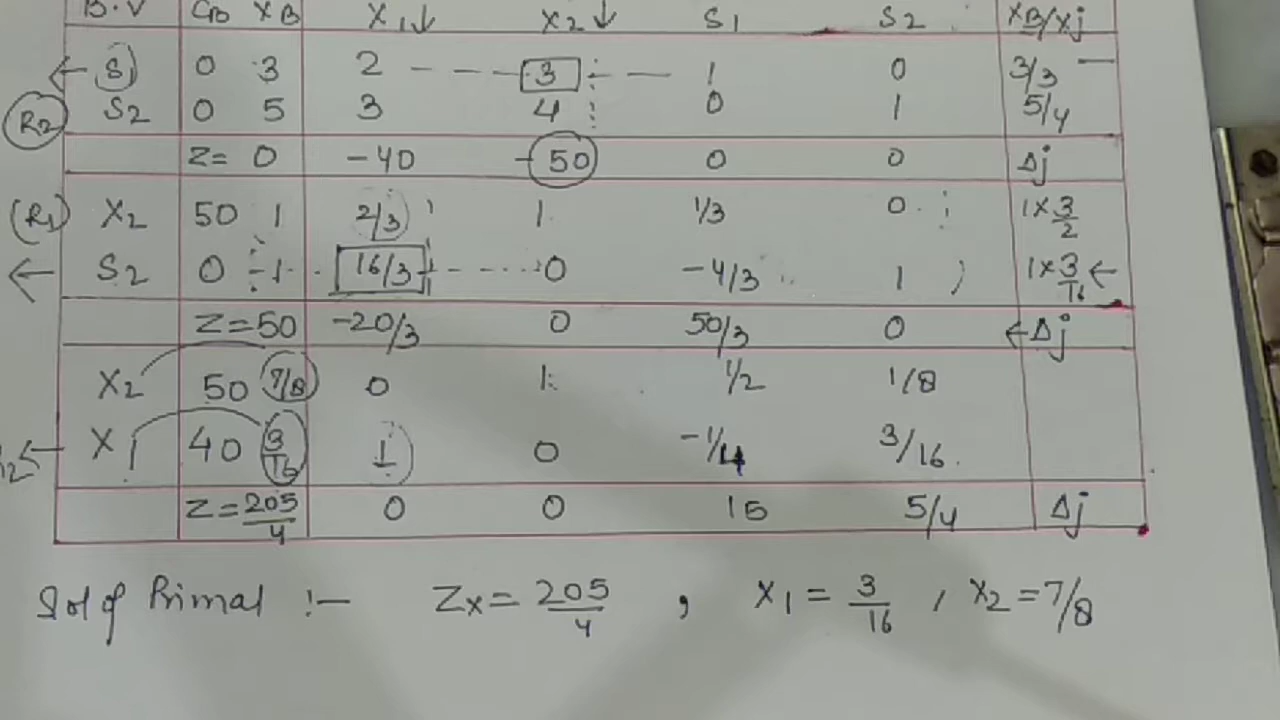 B.V CB XB X1↓ X2↓ S1 S2 XB/Xj
← S1 0 3 2 3 1 0 3/3
R2 S2 0 5 3 4 0 1 5/4
Z= 0 -40 -50 0 0 Δj
(R1) X2 50 1 2/3 1 1/3 0 1×3/2
← S2 0 1 16/3 0 -4/3 1 1×3/16 ←
Z=50 -20/3 0 50/3 0 ←Δj
X2 50 7/8 0 1 1/2 1/8
← X1 40 3/16 1 0 -1/4 3/16
Z=205/4 0 0 15 5/4 Δj
Sol of Primal :- Zx = 205/4 , X1 = 3/16 , X2 = 7/8